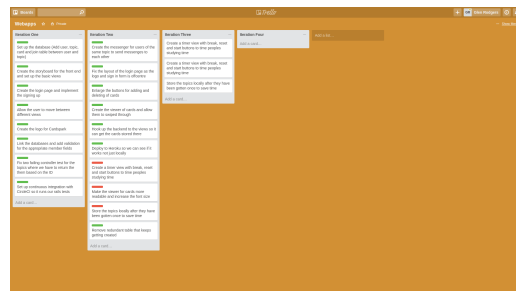 Boards
Trello
Webapps
Private
Iteration One
Set up the database (Add user, topic,
card and join table between user and
topic)
Create the storyboard for the front end
and set up the basic views
Create the login page and implement
the signing up
Allow the user to move between
different views
Create the logo for Cardspark
Link the databases and add validation
for the appropriate member fields
Fix two failing controller test for the
topics where we have to return the
them based on the ID
Set up continuous integration with
CircleCI so it runs our rails tests
Add a card...
Iteration Two
Create the messenger for users of the
same topic to send messages to
each other
Fix the layout of the login page as the
logo and sign in form is offcentre
Enlarge the buttons for adding and
deleting of cards
Create the viewer of cards and allow
them to swiped through
Hook up the backend to the views so it
can get the cards stored there
Deploy to Heroku so we can see if it
works not just locally
Create a timer view with break, reset
and start buttons to time peoples
studying time
Make the viewer for cards more
readable and increase the font size
Store the topics locally after they have
been gotten once to save time
Remove redundant table that keeps
getting created
Add a card...
Iteration Three
Create a timer view with break, reset
and start buttons to time peoples
studying time
Create a timer view with break, reset
and start buttons to time peoples
studying time
Store the topics locally after they have
been gotten once to save time
Add a card...
Iteration Four
Add a card...
Add a list...